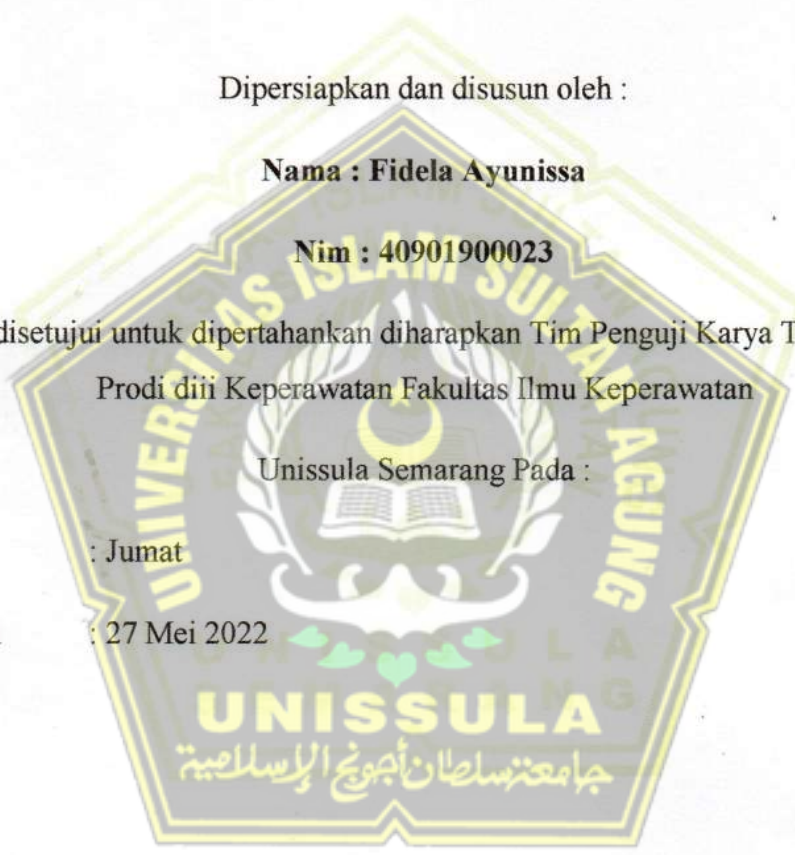 Dipersiapkan dan disusun oleh :
Nama : Fidela Ayunissa
Nim : 40901900023
disetujui untuk dipertahankan diharapkan Tim Penguji Karya T
Prodi diii Keperawatan Fakultas Ilmu Keperawatan
Unissula Semarang Pada :
: Jumat
: 27 Mei 2022
UNIVERSITAS ISLAM SULTAN AGUNG
UNISSULA
جامعة سلطان أجونج الإسلامية